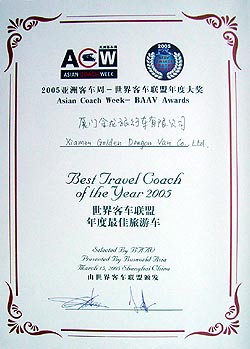 ACW
ASIAN COACH WEEK
2005
2005亚洲客车周-世界客车联盟年度大奖
Asian Coach Week- BAAV Awards
厦门金龙旅行车有限公司
Xiamen Golden Dragon Van Co., Ltd.
Best Travel Coach
of the Year 2005
世界客车联盟
年度最佳旅游车
Selected By BAAV
Presented By Busworld Asia
March 15, 2005 Shanghai China
由世界客车联盟颁发